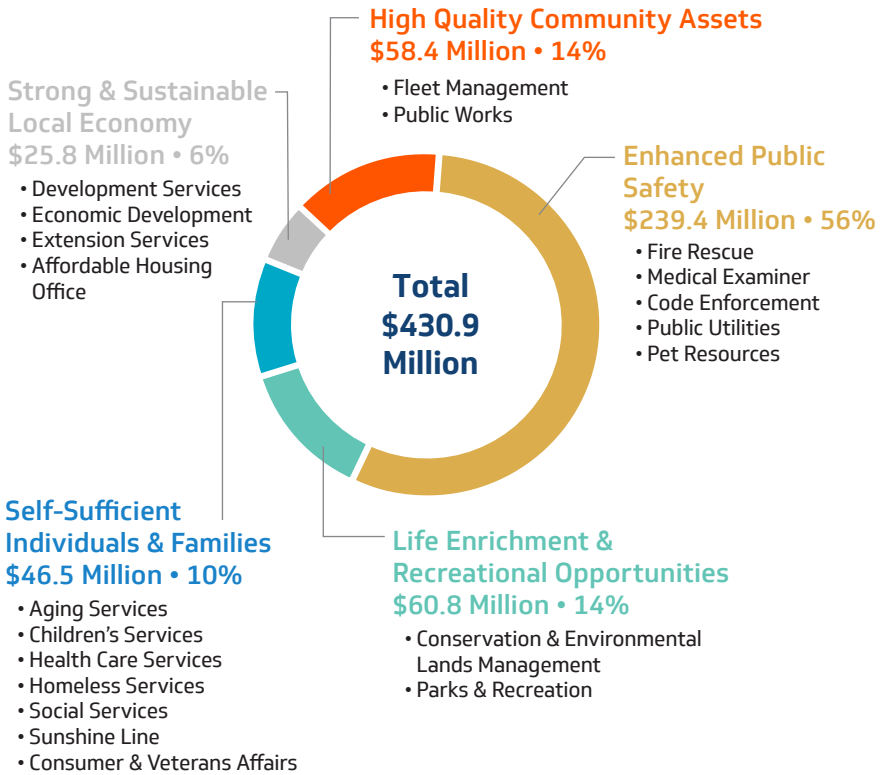 High Quality Community Assets
$58.4 Million • 14%
• Fleet Management
• Public Works
Strong & Sustainable
Local Economy
$25.8 Million • 6%
• Development Services
• Economic Development
• Extension Services
• Affordable Housing
Office
Enhanced Public
Safety
$239.4 Million • 56%
• Fire Rescue
• Medical Examiner
• Code Enforcement
• Public Utilities
• Pet Resources
Total
$430.9
Million
Self-Sufficient
Individuals & Families
$46.5 Million • 10%
• Aging Services
• Children’s Services
• Health Care Services
• Homeless Services
• Social Services
• Sunshine Line
• Consumer & Veterans Affairs
Life Enrichment &
Recreational Opportunities
$60.8 Million • 14%
• Conservation & Environmental
Lands Management
• Parks & Recreation